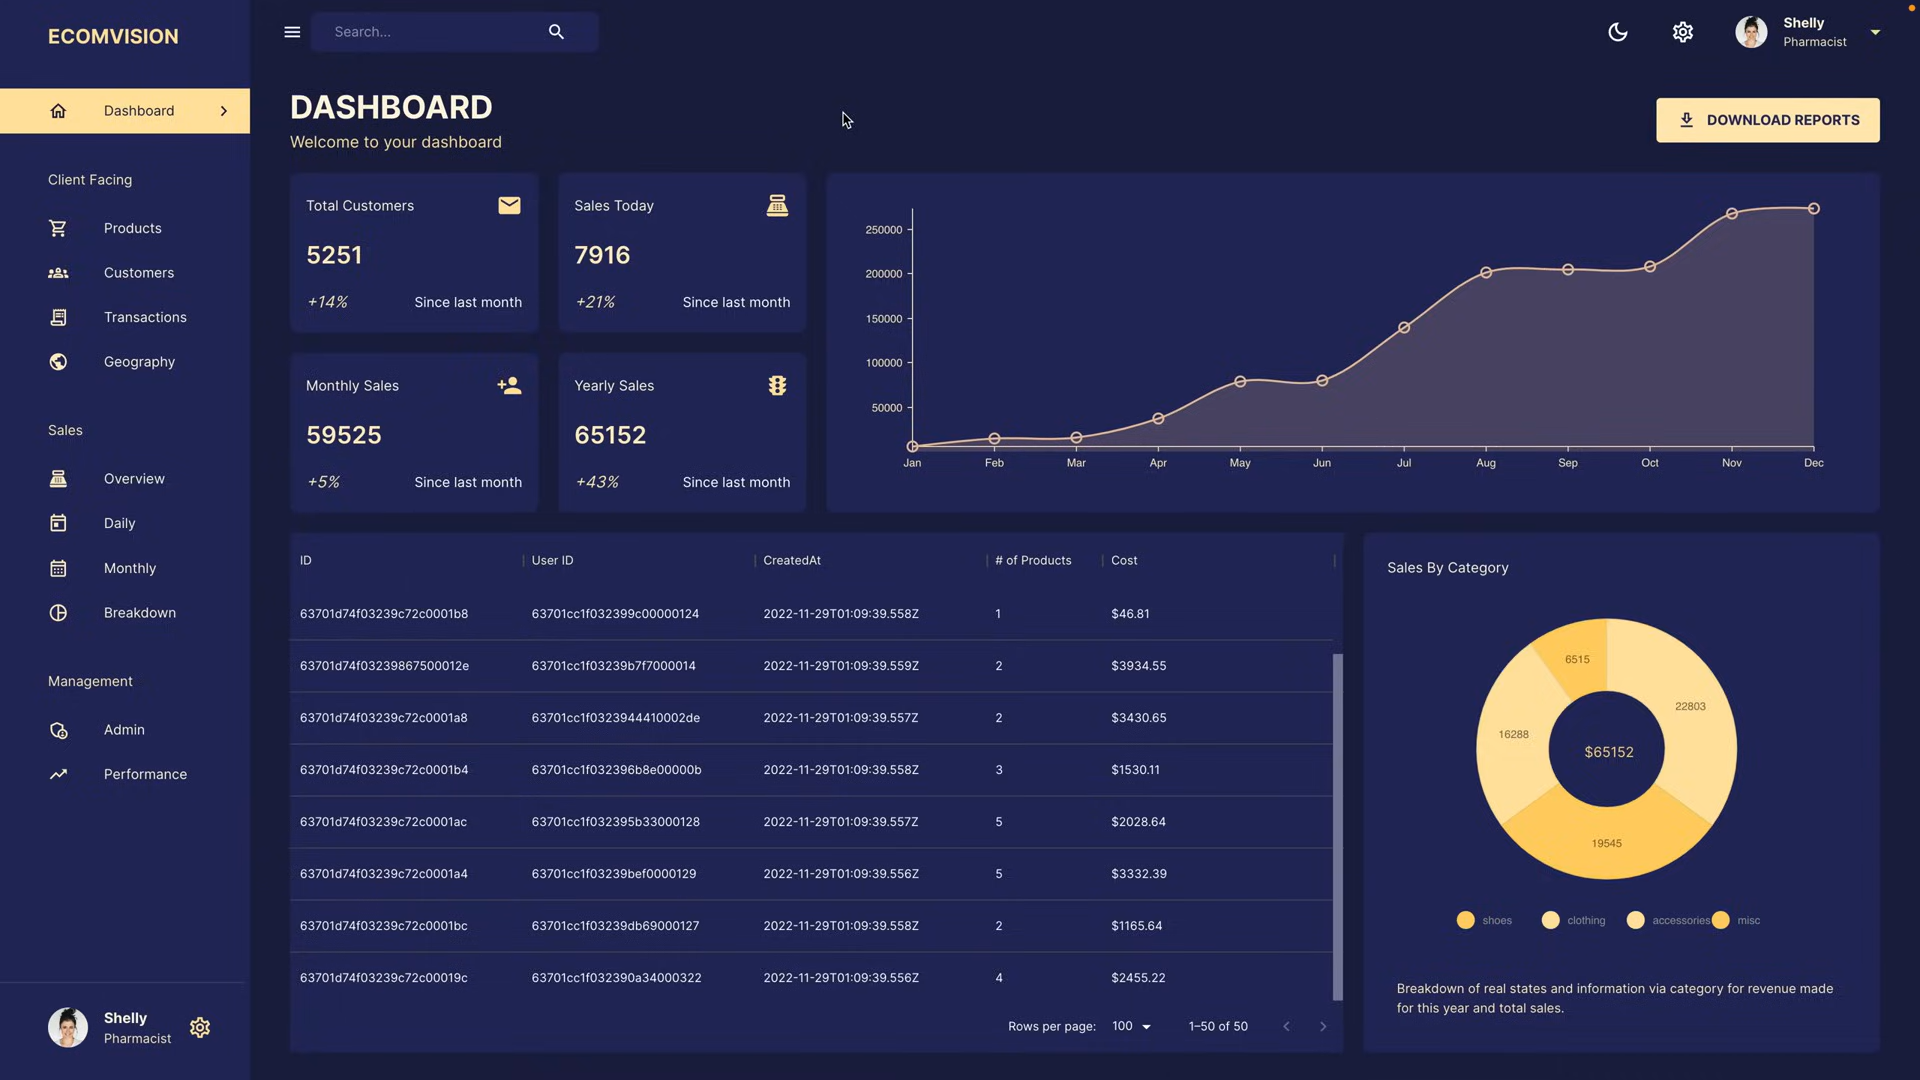 ECOMVISION
Search...
Shelly
Pharmacist
Dashboard
Client Facing
Products
Customers
Transactions
Geography
Sales
Overview
Daily
Monthly
Breakdown
Management
Admin
Performance
Shelly
Pharmacist
DASHBOARD
Welcome to your dashboard
DOWNLOAD REPORTS
Total Customers
5251
+14% Since last month
Sales Today
7916
+21% Since last month
Monthly Sales
59525
+5% Since last month
Yearly Sales
65152
+43% Since last month
250000
200000
150000
100000
50000
Jan Feb Mar Apr May Jun Jul Aug Sep Oct Nov Dec
ID User ID CreatedAt # of Products Cost
63701d74f03239c72c0001b8 63701cc1f032399c00000124 2022-11-29T01:09:39.558Z 1 $46.81
63701d74f03239867500012e 63701cc1f03239b7f7000014 2022-11-29T01:09:39.559Z 2 $3934.55
63701d74f03239c72c0001a8 63701cc1f0323944410002de 2022-11-29T01:09:39.557Z 2 $3430.65
63701d74f03239c72c0001b4 63701cc1f032396b8e00000b 2022-11-29T01:09:39.558Z 3 $1530.11
63701d74f03239c72c0001ac 63701cc1f032395b33000128 2022-11-29T01:09:39.557Z 5 $2028.64
63701d74f03239c72c0001a4 63701cc1f03239bef0000129 2022-11-29T01:09:39.556Z 5 $3332.39
63701d74f03239c72c0001bc 63701cc1f03239db69000127 2022-11-29T01:09:39.558Z 2 $1165.64
63701d74f03239c72c00019c 63701cc1f032390a34000322 2022-11-29T01:09:39.556Z 4 $2455.22
Rows per page: 100 1–50 of 50
Sales By Category
6515
22803
16288
$65152
19545
shoes clothing accessories misc
Breakdown of real states and information via category for revenue made
for this year and total sales.